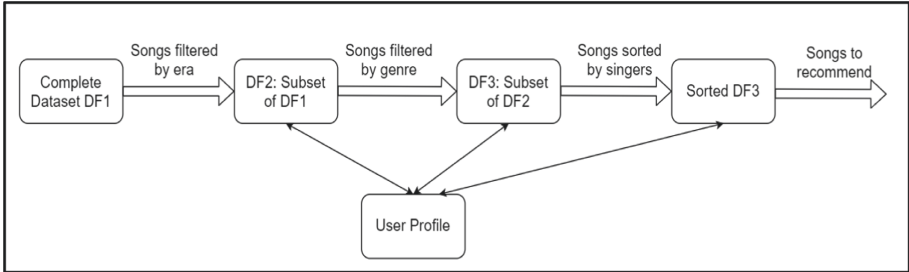 Songs filtered
by era
Songs filtered
by genre
Songs sorted
by singers
Songs to
recommend
Complete
Dataset DF1
DF2: Subset
of DF1
DF3: Subset
of DF2
Sorted DF3
User Profile